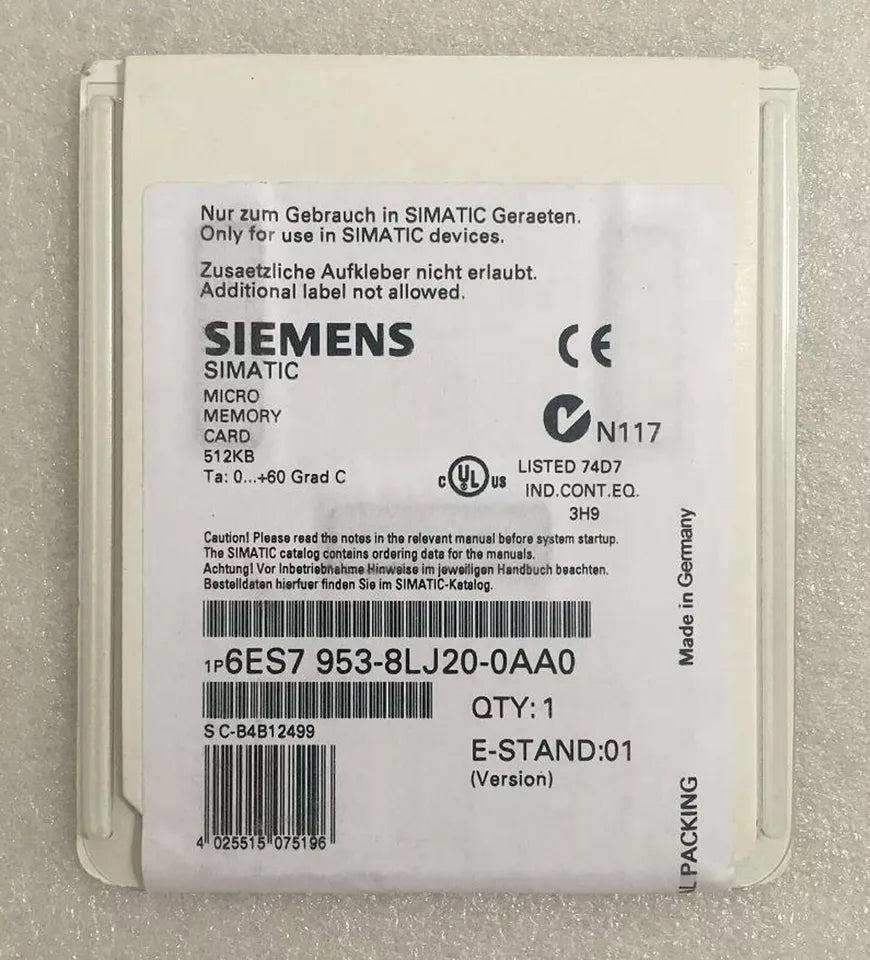 Nur zum Gebrauch in SIMATIC Geraeten.
Only for use in SIMATIC devices.
Zusaetzliche Aufkleber nicht erlaubt.
Additional label not allowed.
SIEMENS
SIMATIC
MICRO
MEMORY
CARD
512KB
Ta: 0...+60 Grad C
CE
N117
C UL US
LISTED 74D7
IND.CONT.EQ.
3H9
Caution! Please read the notes in the relevant manual before system startup.
The SIMATIC catalog contains ordering data for the manuals.
Achtung! Vor Inbetriebnahme Hinweise im jeweiligen Handbuch beachten.
Bestelldaten hierfuer finden Sie im SIMATIC-Katalog.
1P6ES7 953-8LJ20-0AA0
S C-B4B12499
QTY: 1
E-STAND:01
(Version)
4 025515 075196
Made in Germany
PACKING